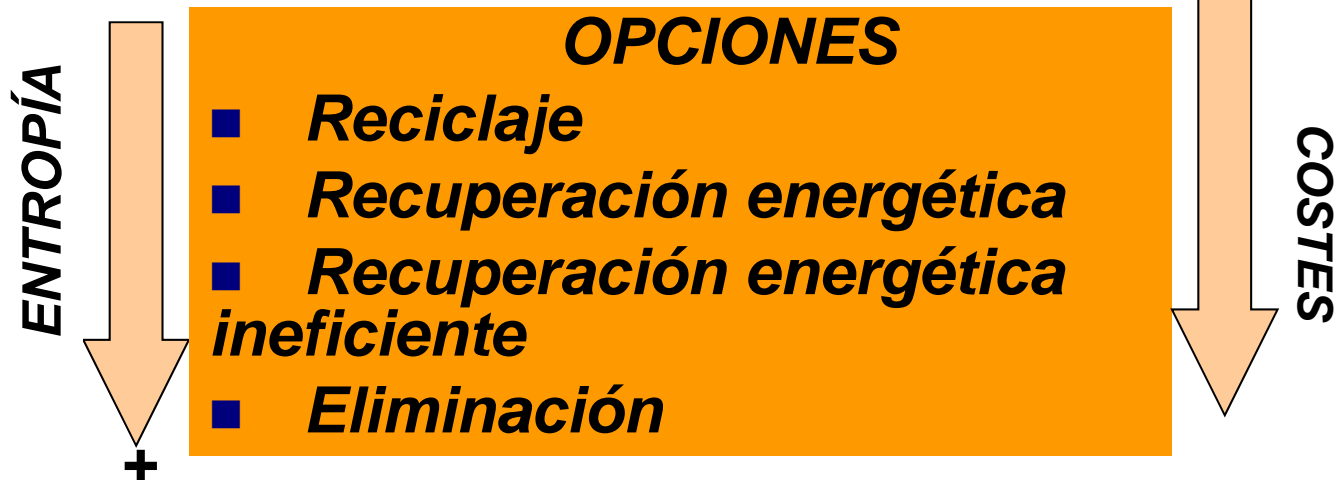 OPCIONES
ENTROPÍA
■ Reciclaje
■ Recuperación energética
■ Recuperación energética
ineficiente
■ Eliminación
COSTES
+